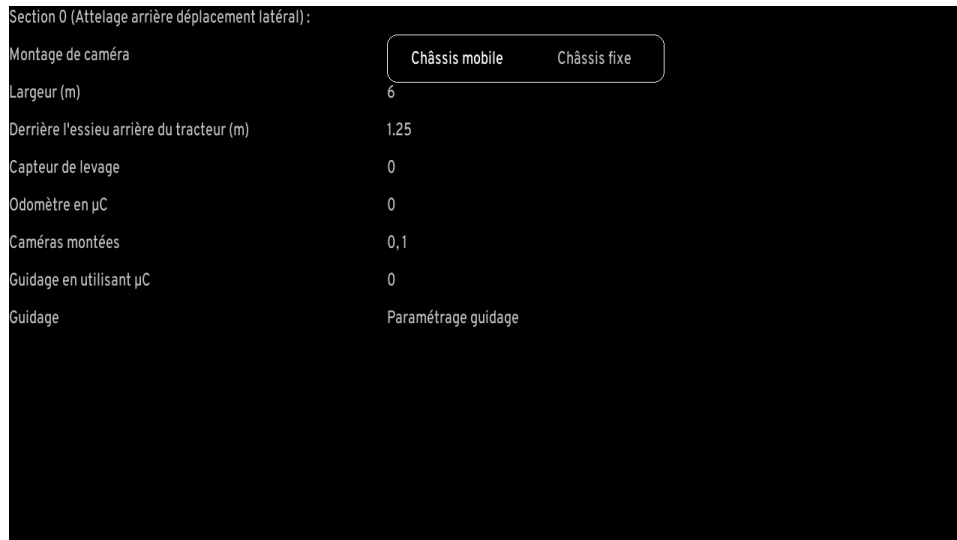 Section 0 (Attelage arrière déplacement latéral) :
Montage de caméra Châssis mobile Châssis fixe
Largeur (m) 6
Derrière l'essieu arrière du tracteur (m) 1.25
Capteur de levage 0
Odomètre en µC 0
Caméras montées 0,1
Guidage en utilisant µC 0
Guidage Paramétrage guidage